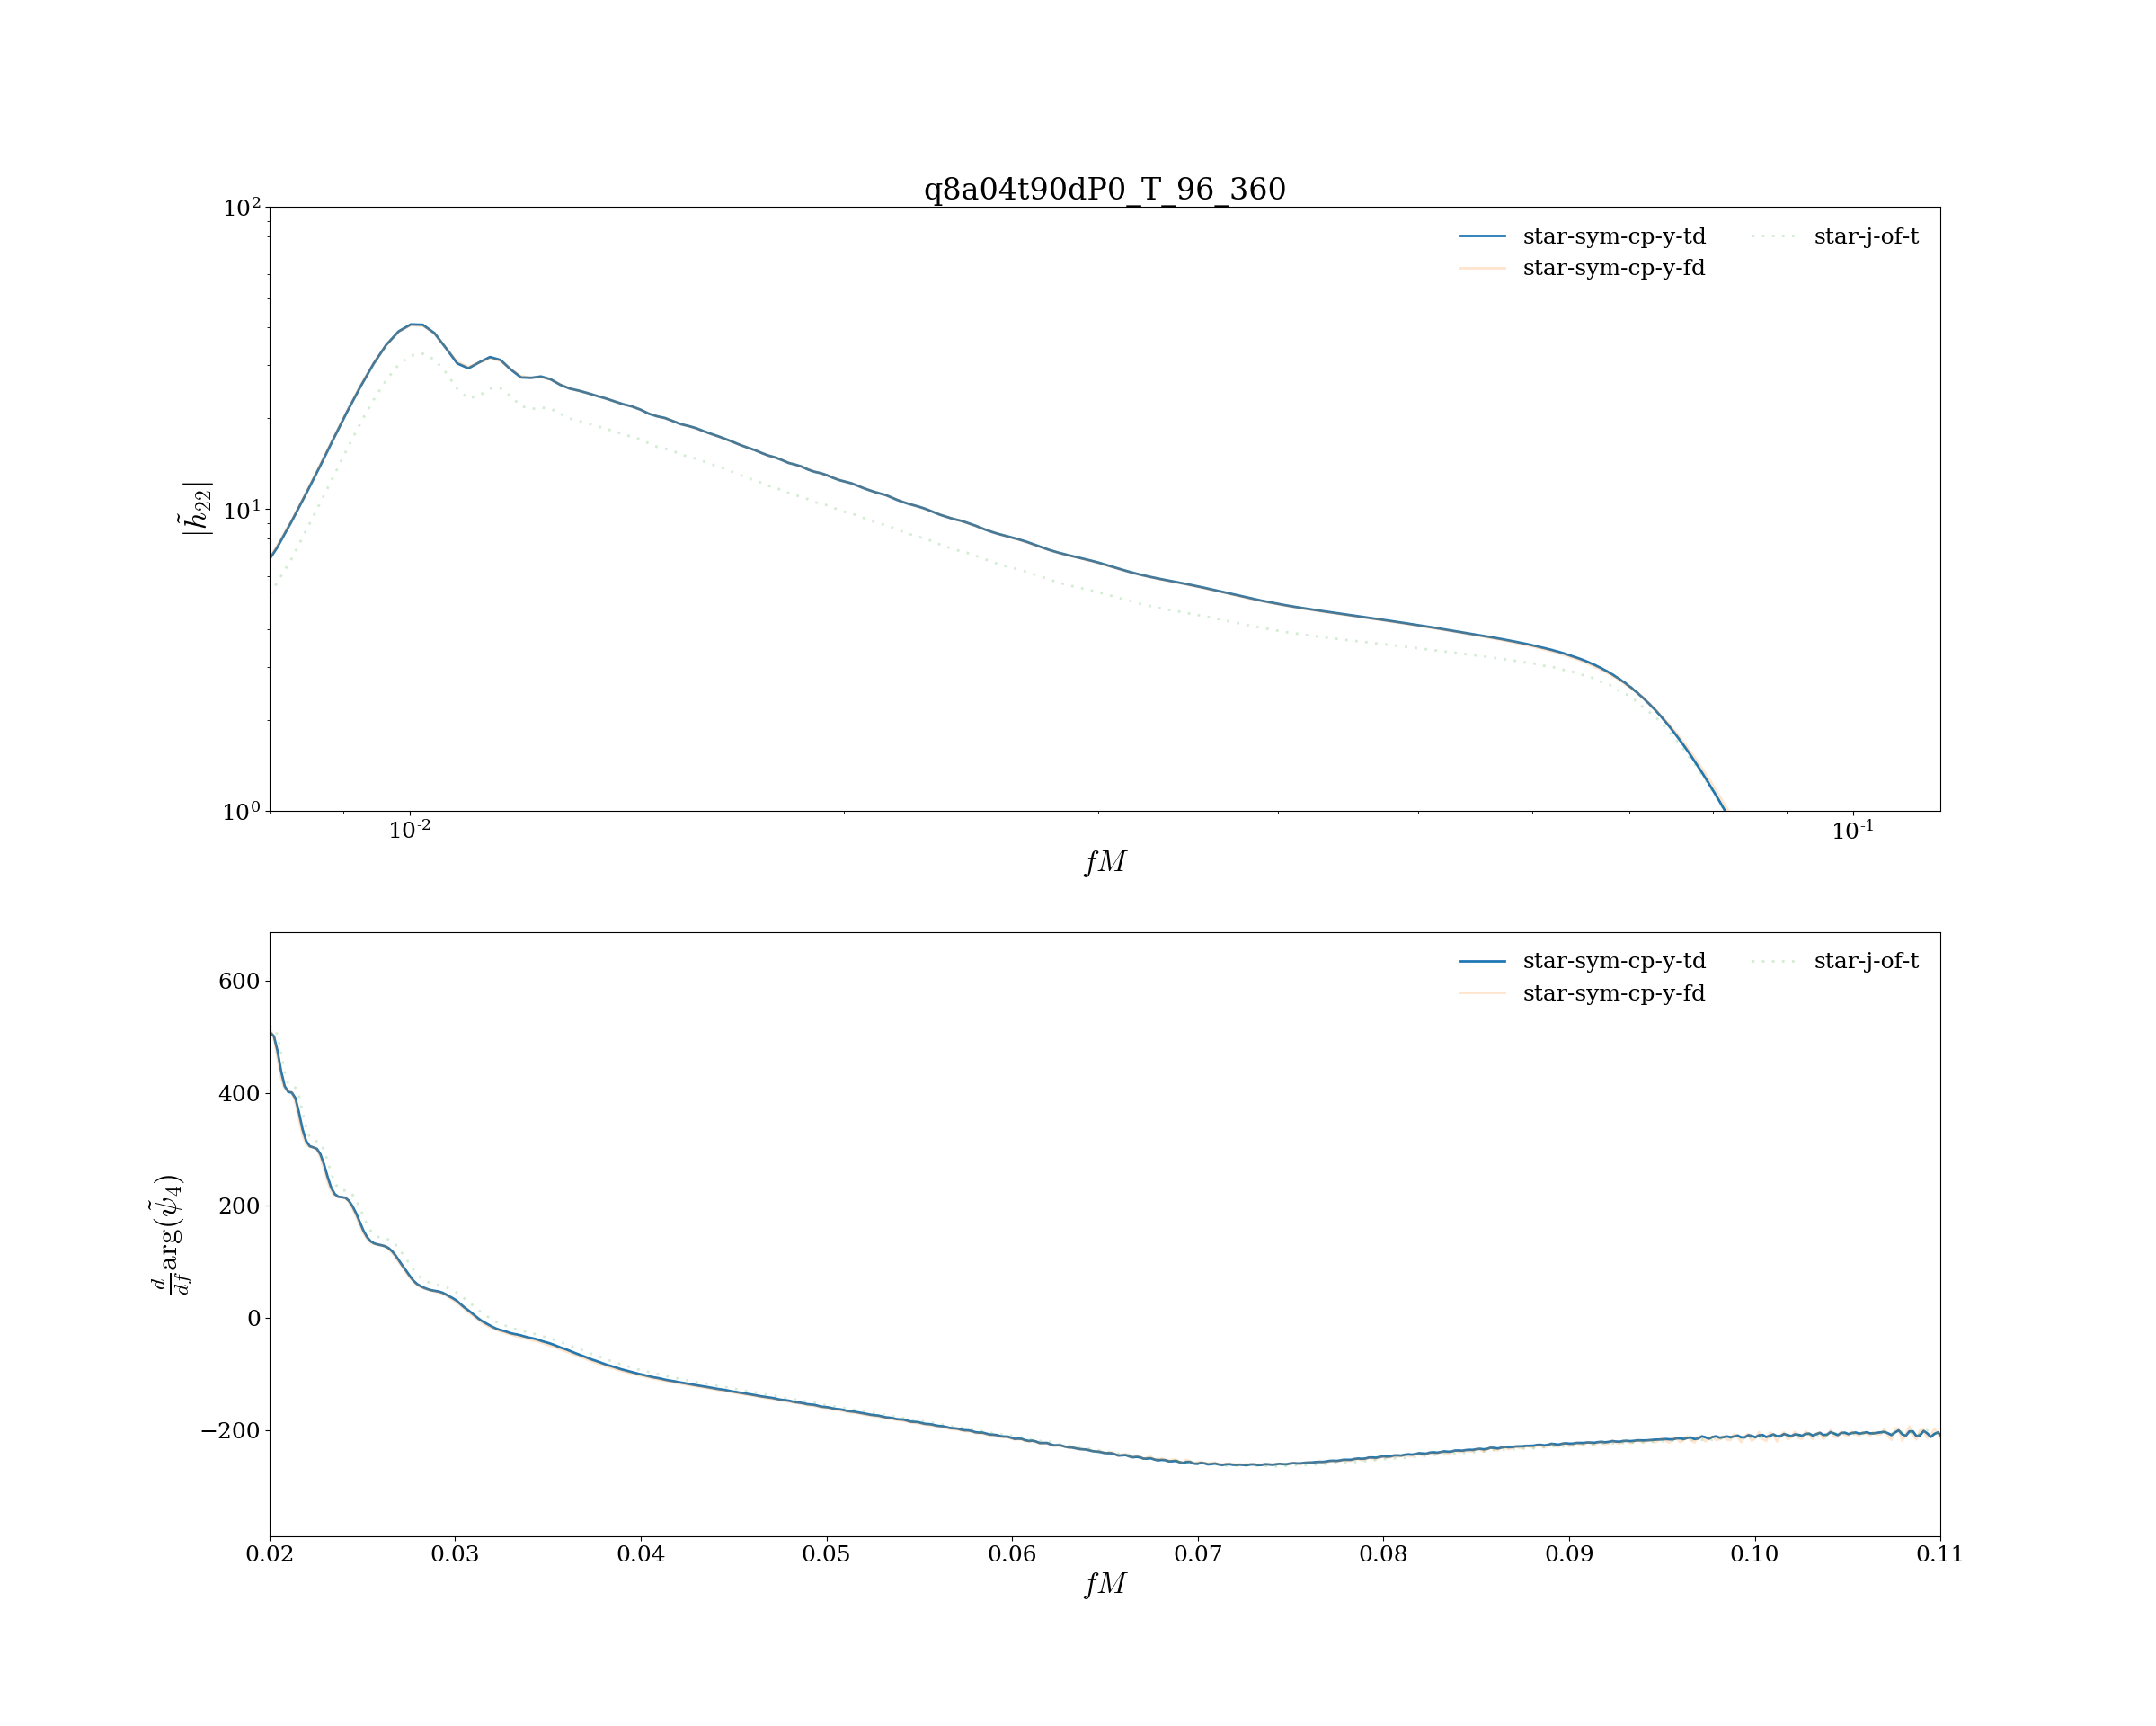 q8a04t90dP0_T_96_360
10²
10¹
10⁰
|h̃₂₂|
star-sym-cp-y-td
star-sym-cp-y-fd
star-j-of-t
10⁻²
10⁻¹
fM
600
400
200
0
−200
d/df arg(ψ̃₄)
star-sym-cp-y-td
star-sym-cp-y-fd
star-j-of-t
0.02 0.03 0.04 0.05 0.06 0.07 0.08 0.09 0.10 0.11
fM